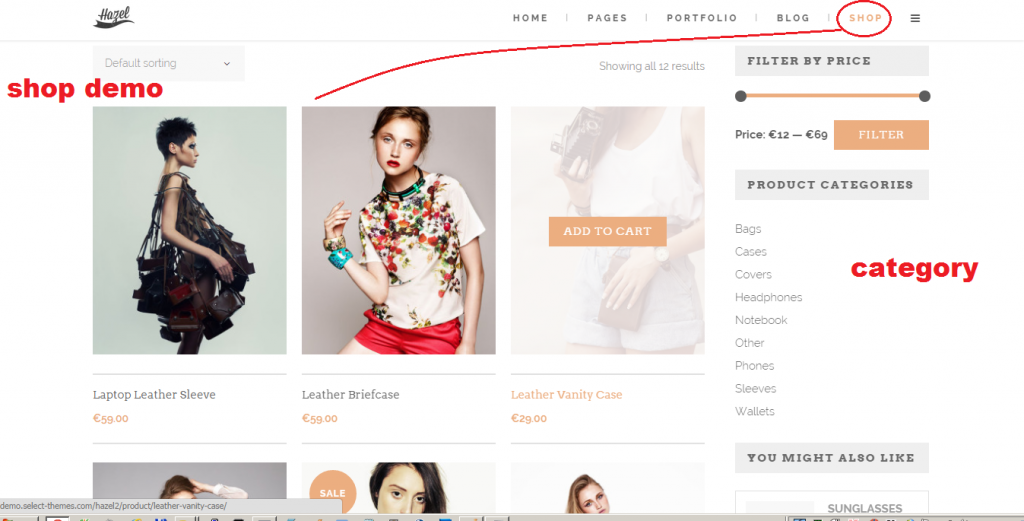 Hazel
HOME
PAGES
PORTFOLIO
BLOG
SHOP
Default sorting
Showing all 12 results
shop demo
ADD TO CART
Laptop Leather Sleeve
€59.00
Leather Briefcase
€59.00
Leather Vanity Case
€29.00
SALE
FILTER BY PRICE
Price: €12 — €69
FILTER
PRODUCT CATEGORIES
Bags
Cases
Covers
Headphones
Notebook
Other
Phones
Sleeves
Wallets
category
YOU MIGHT ALSO LIKE
SUNGLASSES
demo.select-themes.com/hazel2/product/leather-vanity-case/